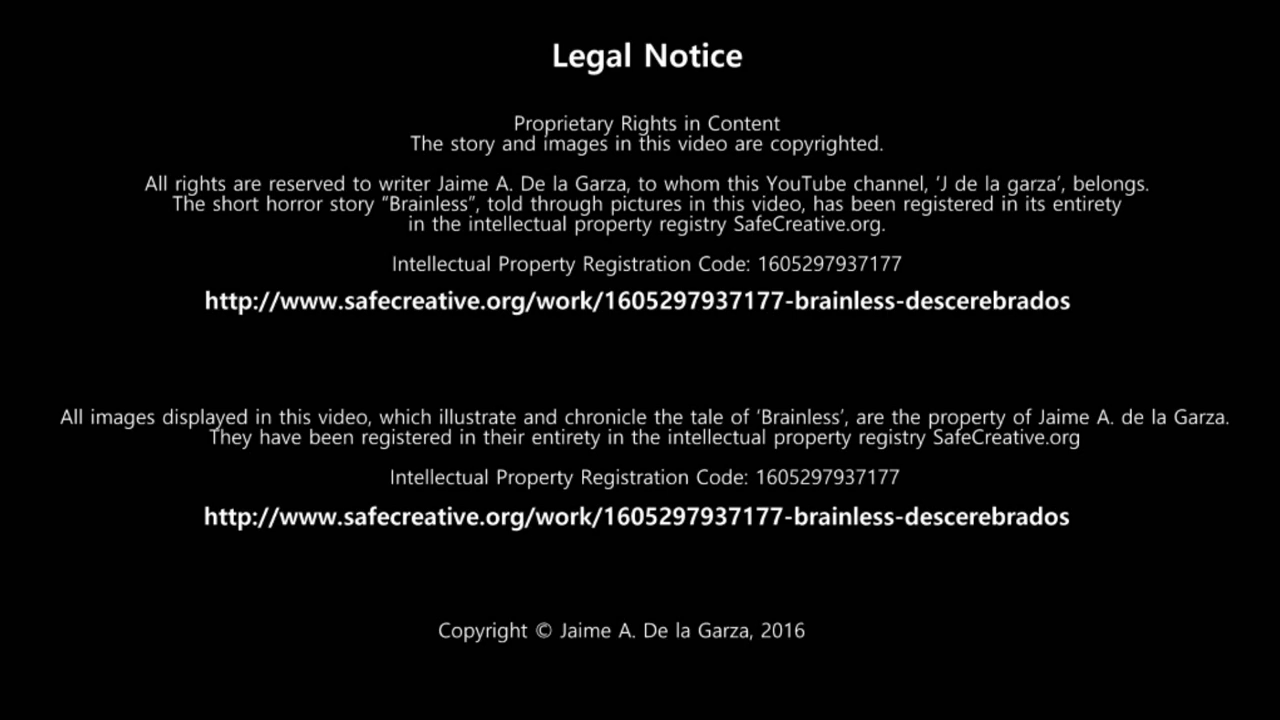 Legal Notice
Proprietary Rights in Content
The story and images in this video are copyrighted.
All rights are reserved to writer Jaime A. De la Garza, to whom this YouTube channel, 'J de la garza', belongs.
The short horror story "Brainless", told through pictures in this video, has been registered in its entirety
in the intellectual property registry SafeCreative.org.
Intellectual Property Registration Code: 1605297937177
http://www.safecreative.org/work/1605297937177-brainless-descerebrados
All images displayed in this video, which illustrate and chronicle the tale of 'Brainless', are the property of Jaime A. de la Garza.
They have been registered in their entirety in the intellectual property registry SafeCreative.org
Intellectual Property Registration Code: 1605297937177
http://www.safecreative.org/work/1605297937177-brainless-descerebrados
Copyright © Jaime A. De la Garza, 2016